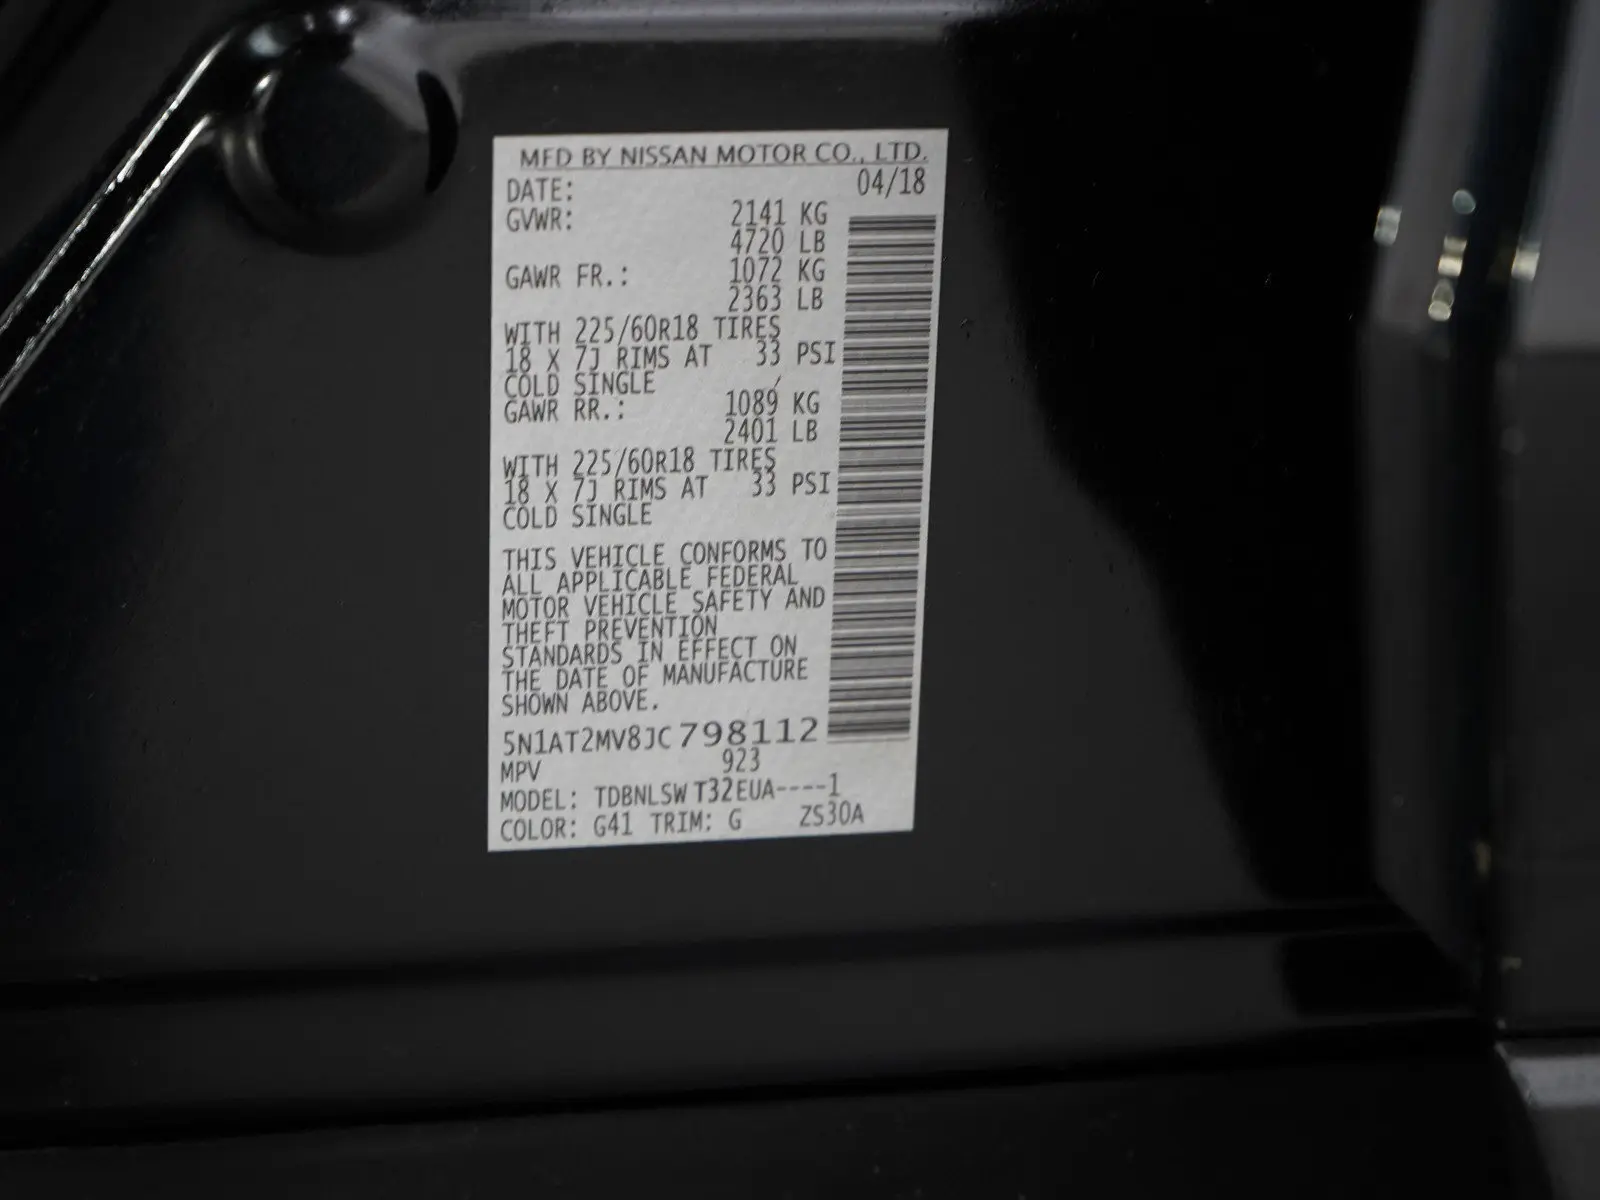 MFD BY NISSAN MOTOR CO., LTD.
DATE: 04/18
GVWR: 2141 KG
4720 LB
GAWR FR.: 1072 KG
2363 LB
WITH 225/60R18 TIRES
18 X 7J RIMS AT 33 PSI
COLD SINGLE
GAWR RR.: 1089 KG
2401 LB
WITH 225/60R18 TIRES
18 X 7J RIMS AT 33 PSI
COLD SINGLE
THIS VEHICLE CONFORMS TO
ALL APPLICABLE FEDERAL
MOTOR VEHICLE SAFETY AND
THEFT PREVENTION
STANDARDS IN EFFECT ON
THE DATE OF MANUFACTURE
SHOWN ABOVE.
5N1AT2MV8JC798112
MPV 923
MODEL: TDBNLSW T32EUA----1
COLOR: G41 TRIM: G ZS30A